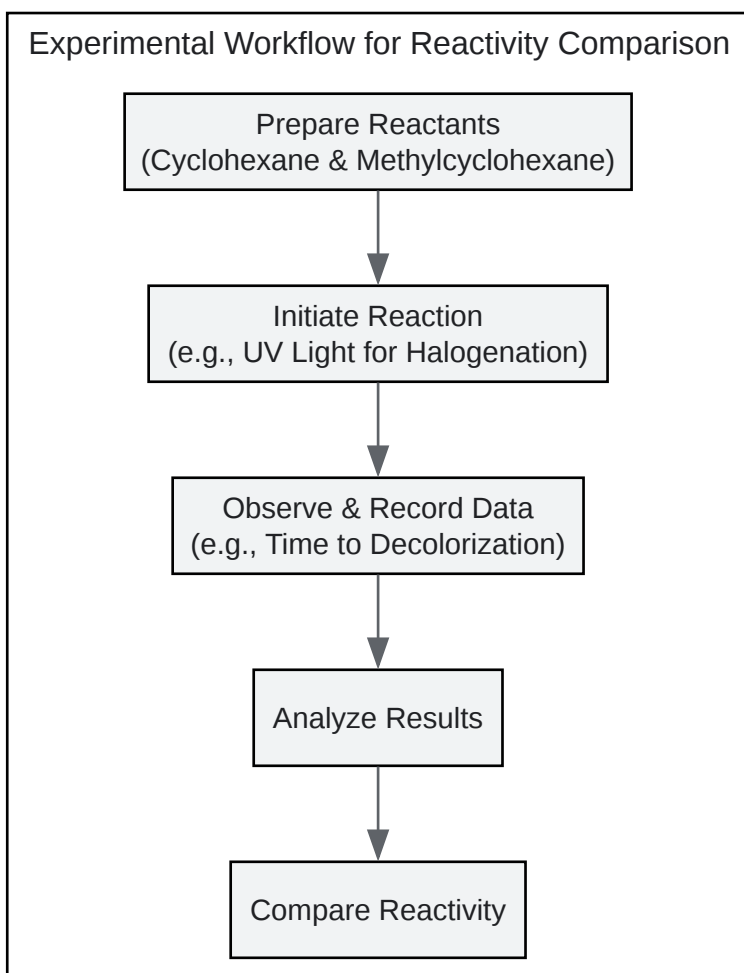 Experimental Workflow for Reactivity Comparison
Prepare Reactants
(Cyclohexane & Methylcyclohexane)
Initiate Reaction
(e.g., UV Light for Halogenation)
Observe & Record Data
(e.g., Time to Decolorization)
Analyze Results
Compare Reactivity